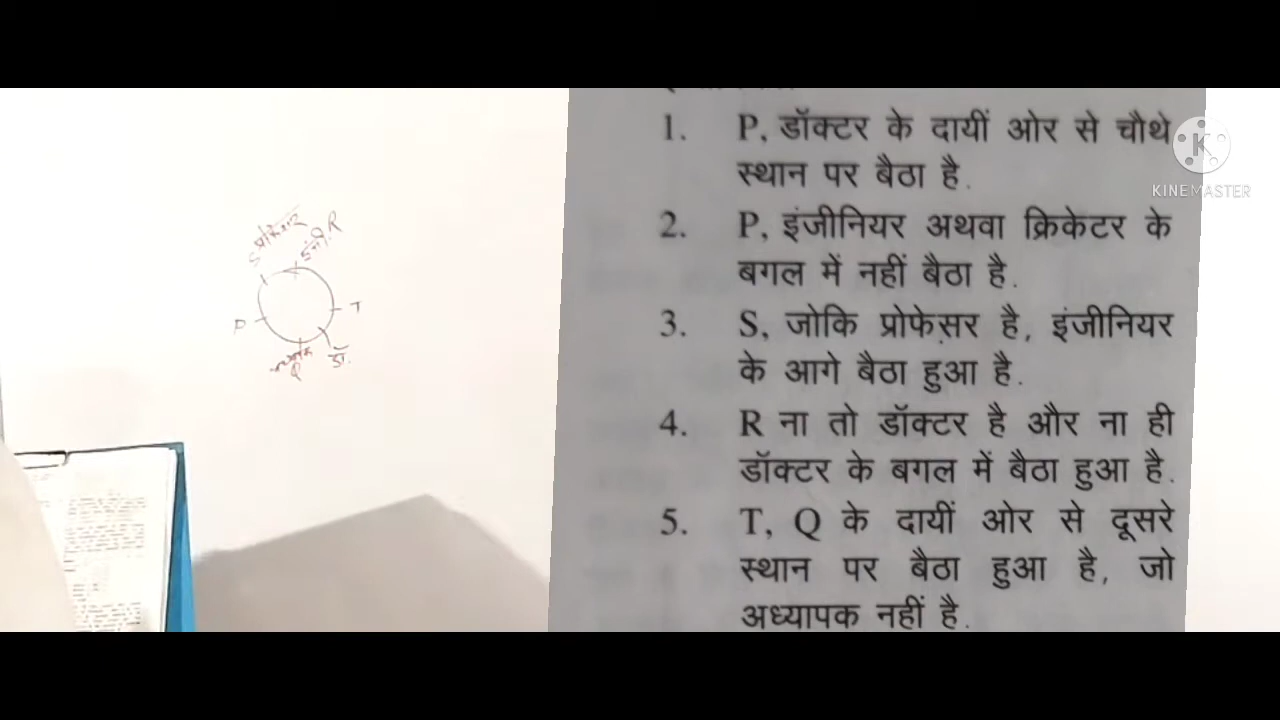 1. P, डॉक्टर के दायीं ओर से चौथे
स्थान पर बैठा है.
2. P, इंजीनियर अथवा क्रिकेटर के
बगल में नहीं बैठा है.
3. S, जोकि प्रोफेसर है, इंजीनियर
के आगे बैठा हुआ है.
4. R ना तो डॉक्टर है और ना ही
डॉक्टर के बगल में बैठा हुआ है.
5. T, Q के दायीं ओर से दूसरे
स्थान पर बैठा हुआ है, जो
अध्यापक नहीं है.
K
KINEMASTER
S प्रोफेसर
इंजी. R
P
T
Q
डॉ.